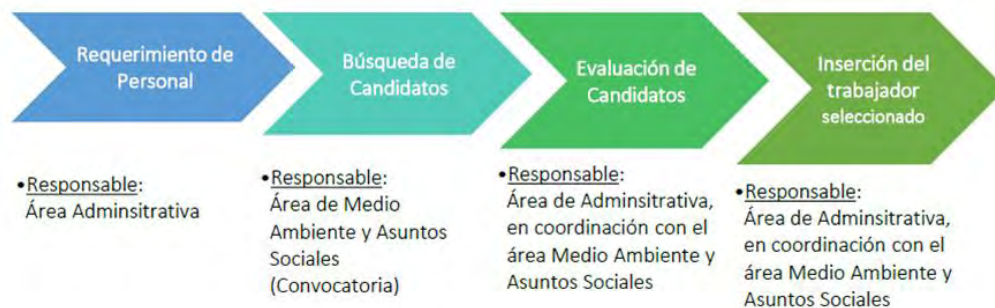 Requerimiento de
Personal
Búsqueda de
Candidatos
Evaluación de
Candidatos
Inserción del
trabajador
seleccionado
•Responsable:
Área Adminsitrativa
•Responsable:
Área de Medio
Ambiente y Asuntos
Sociales
(Convocatoria)
•Responsable:
Área de Adminsitrativa,
en coordinación con el
área Medio Ambiente y
Asuntos Sociales
•Responsable:
Área de Adminsitrativa,
en coordinación con el
área Medio Ambiente y
Asuntos Sociales